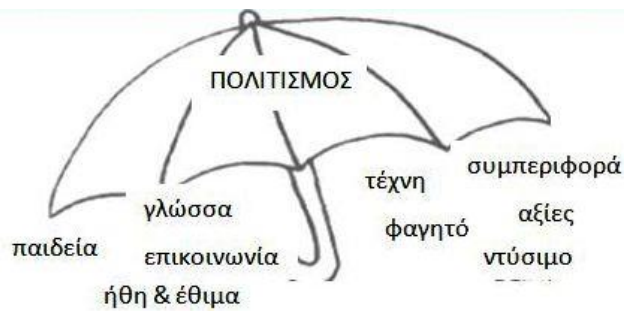 ΠΟΛΙΤΙΣΜΟΣ
συμπεριφορά
τέχνη
γλώσσα
αξίες
φαγητό
παιδεία
επικοινωνία
ντύσιμο
ήθη & έθιμα